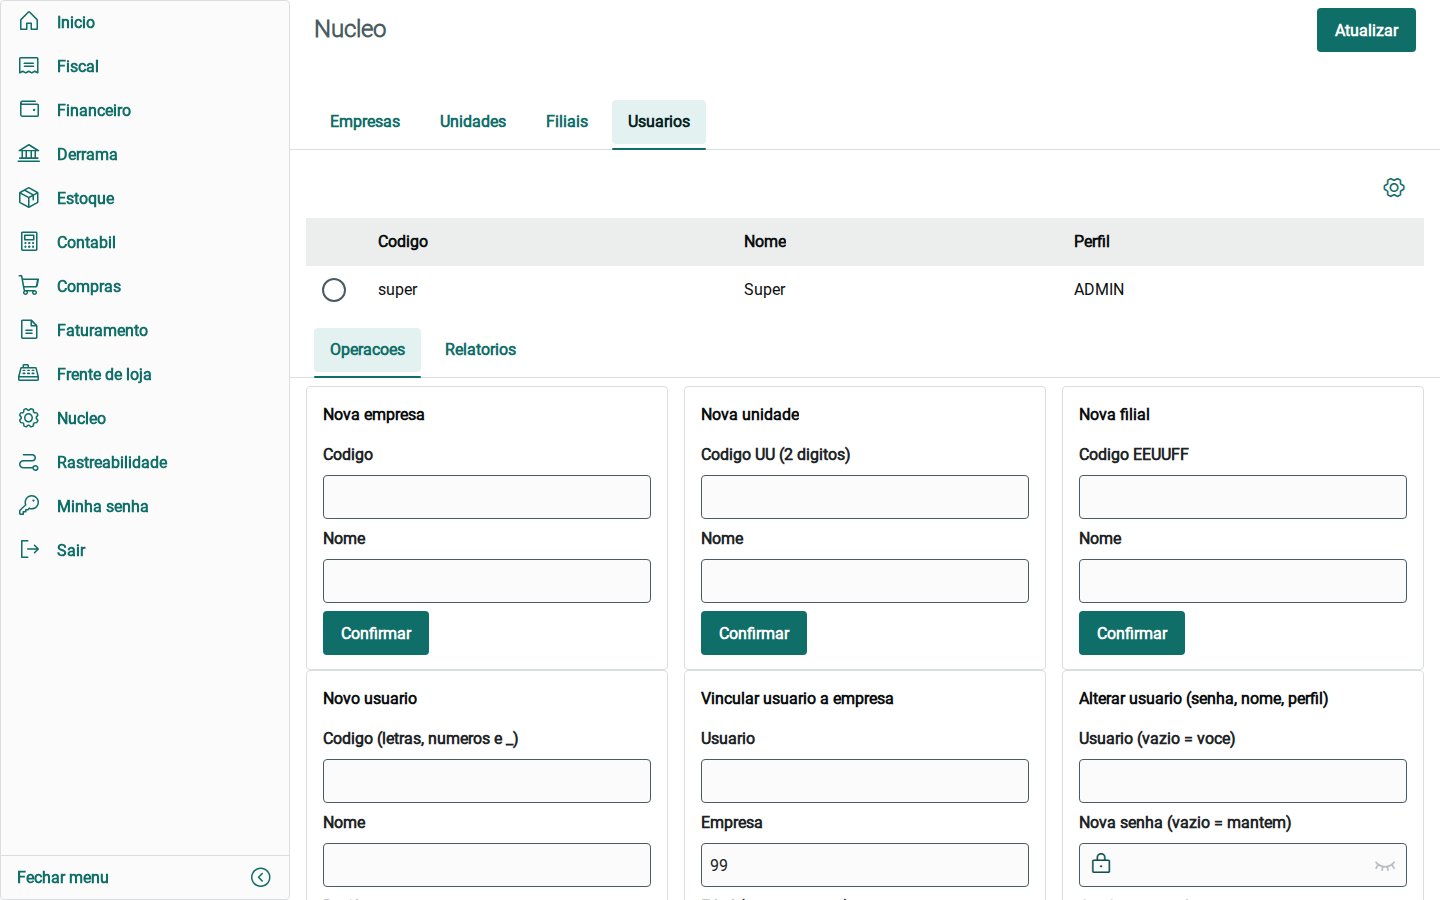 Inicio
Fiscal
Financeiro
Derrama
Estoque
Contabil
Compras
Faturamento
Frente de loja
Nucleo
Rastreabilidade
Minha senha
Sair
Fechar menu
Nucleo
Atualizar
Empresas Unidades Filiais Usuarios
Codigo Nome Perfil
super Super ADMIN
Operacoes Relatorios
Nova empresa
Codigo
Nome
Confirmar
Nova unidade
Codigo UU (2 digitos)
Nome
Confirmar
Nova filial
Codigo EEUUFF
Nome
Confirmar
Novo usuario
Codigo (letras, numeros e _)
Nome
Vincular usuario a empresa
Usuario
Empresa
99
Alterar usuario (senha, nome, perfil)
Usuario (vazio = voce)
Nova senha (vazio = mantem)